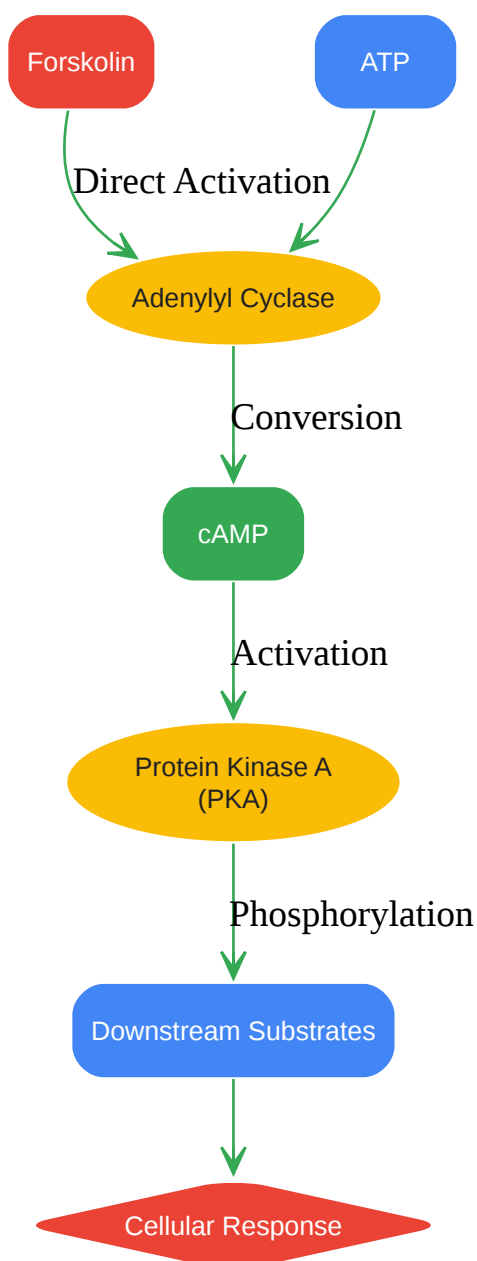 Forskolin
ATP
Direct Activation
Adenylyl Cyclase
Conversion
cAMP
Activation
Protein Kinase A
(PKA)
Phosphorylation
Downstream Substrates
Cellular Response